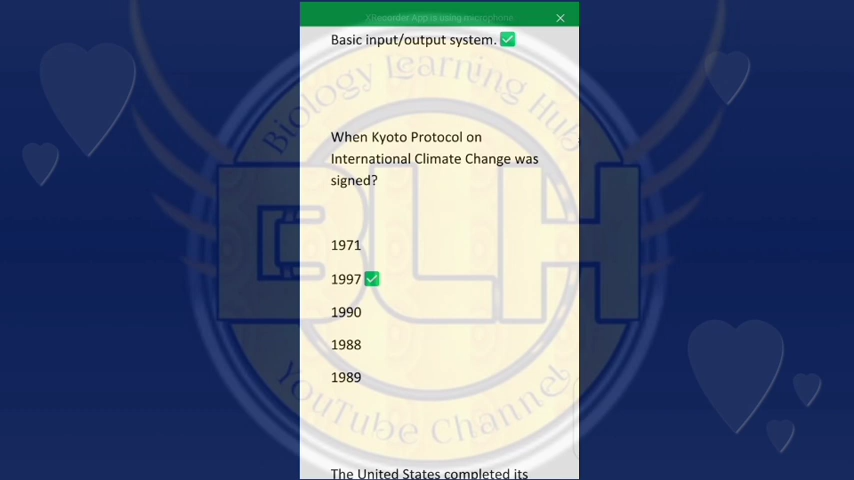 XRecorder App is using microphone
Basic input/output system. ✅
Biology Learning Hub
When Kyoto Protocol on
International Climate Change was
signed?
BLH
1971
1997 ✅
1990
1988
1989
YouTube Channel
The United States completed its